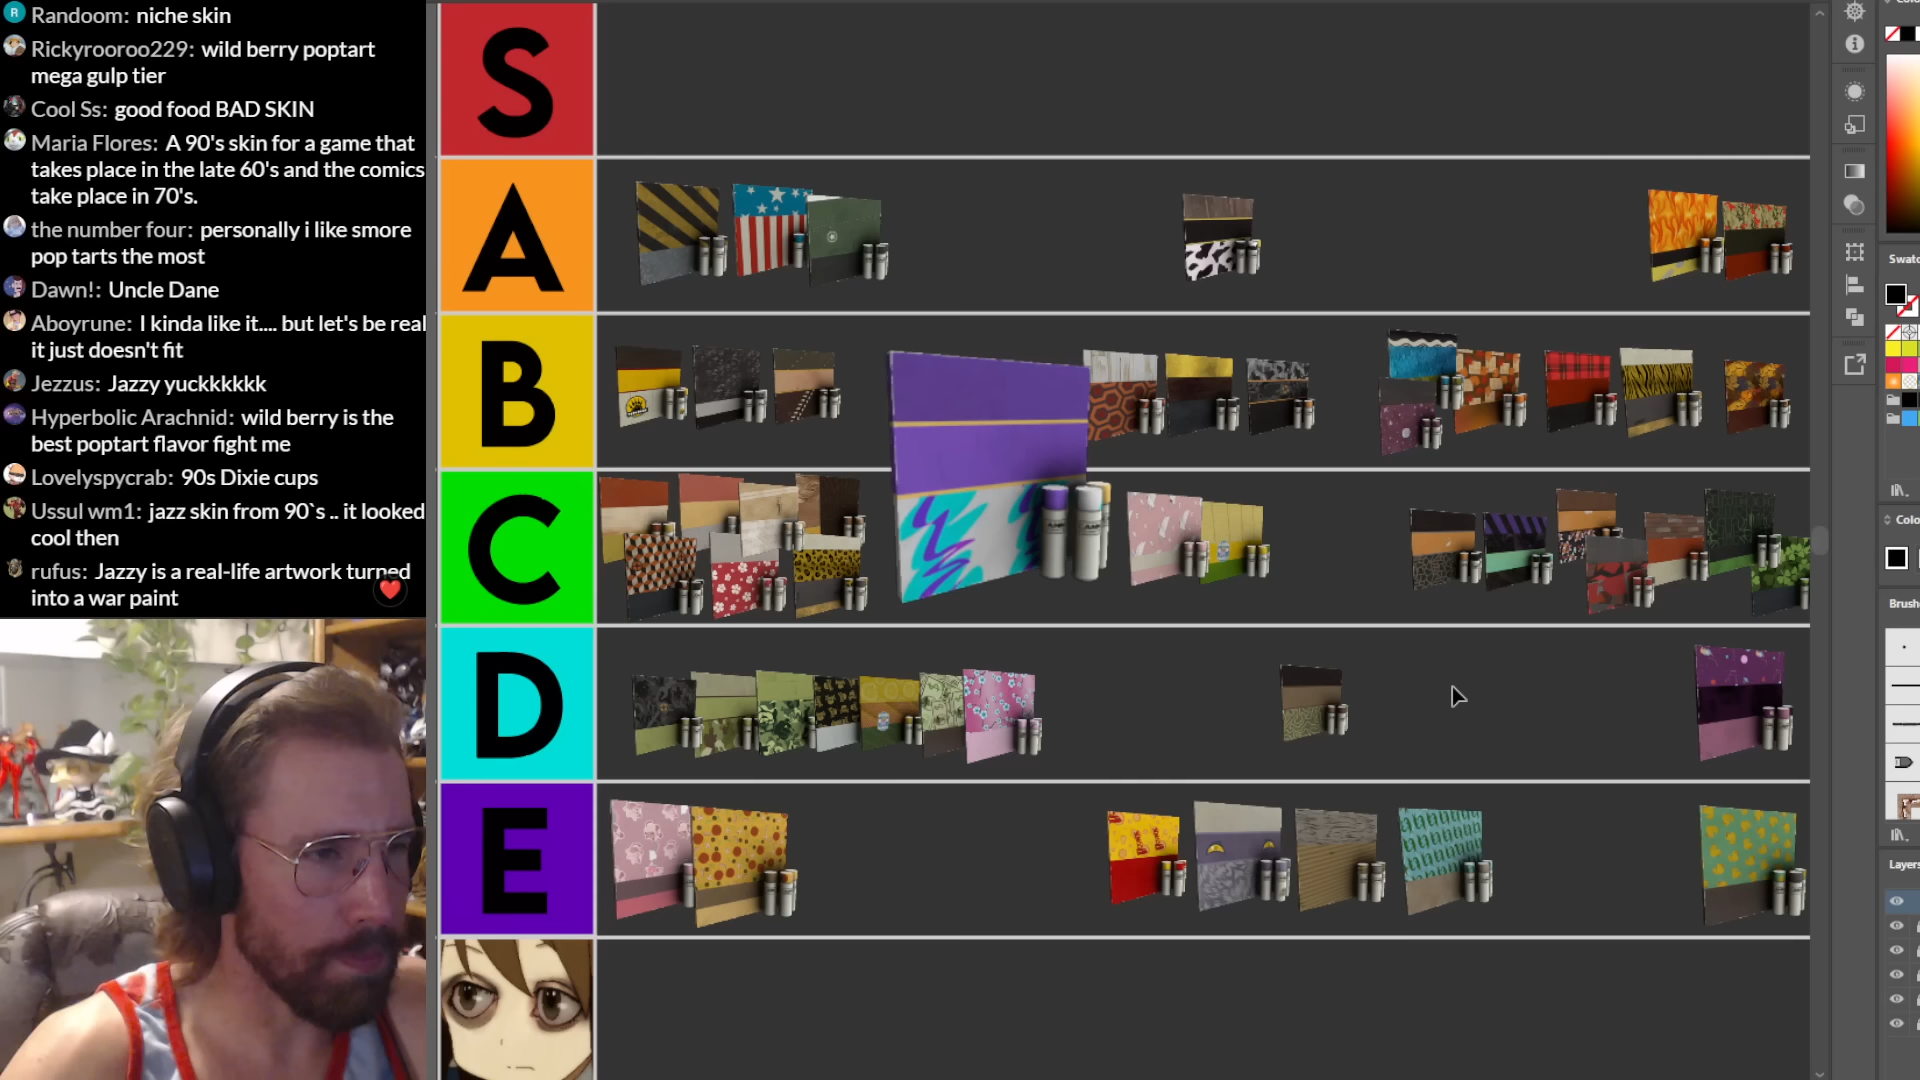 Randoom: niche skin
Rickyrooroo229: wild berry poptart
mega gulp tier
Cool Ss: good food BAD SKIN
Maria Flores: A 90's skin for a game that
takes place in the late 60's and the comics
take place in 70's.
the number four: personally i like smore
pop tarts the most
Dawn!: Uncle Dane
Aboyrune: I kinda like it.... but let's be real
it just doesn't fit
Jezzus: Jazzy yuckkkkkk
Hyperbolic Arachnid: wild berry is the
best poptart flavor fight me
Lovelyspycrab: 90s Dixie cups
Ussul wm1: jazz skin from 90`s .. it looked
cool then
rufus: Jazzy is a real-life artwork turned
into a war paint
R
S
A
B
C
D
E
Swatc
Colo
Brushe
Layers